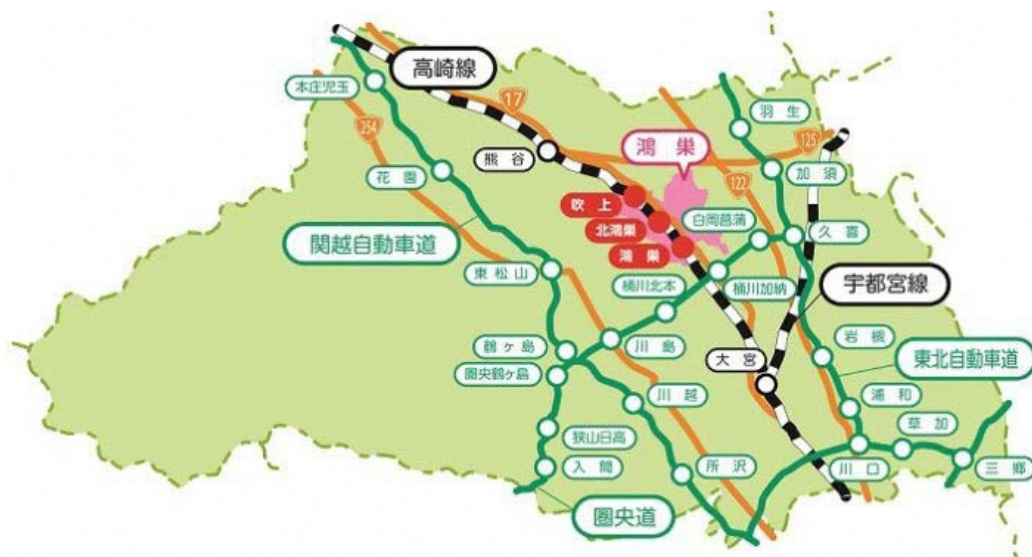 高崎線
本庄児玉
17
254
羽生
125
熊谷
鴻巣
花園
加須
122
吹上
白岡菖蒲
北鴻巣
久喜
関越自動車道
鴻巣
東松山
桶川北本
桶川加納
宇都宮線
鶴ヶ島
川島
岩槻
大宮
東北自動車道
圏央鶴ヶ島
川越
浦和
草加
狭山日高
入間
所沢
川口
三郷
圏央道